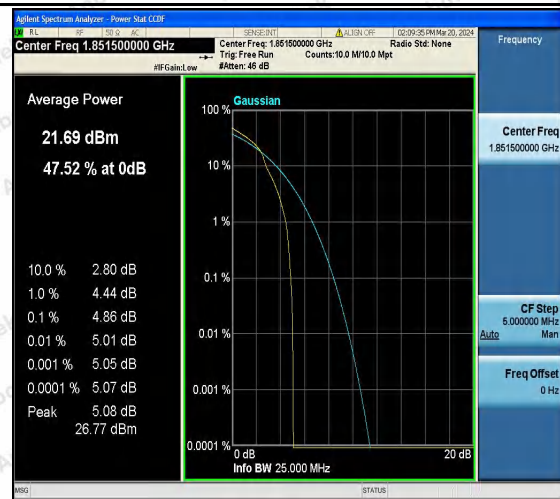 Agilent Spectrum Analyzer - Power Stat CCDF
RL RF 50 Ω AC SENSE:INT ALIGN OFF 02:09:35 PM Mar 20, 2024
Center Freq 1.851500000 GHz
Center Freq: 1.851500000 GHz Radio Std: None
Trig: Free Run Counts:10.0 M/10.0 Mpt
#IFGain:Low #Atten: 46 dB
Frequency
Average Power
21.69 dBm
47.52 % at 0dB
10.0 % 2.80 dB
1.0 % 4.44 dB
0.1 % 4.86 dB
0.01 % 5.01 dB
0.001 % 5.05 dB
0.0001 % 5.07 dB
Peak 5.08 dB
26.77 dBm
Gaussian
100 %
10 %
1 %
0.1 %
0.01 %
0.001 %
0.0001 %
0 dB 20 dB
Info BW 25.000 MHz
Center Freq
1.851500000 GHz
CF Step
5.000000 MHz
Auto Man
Freq Offset
0 Hz
MSG STATUS